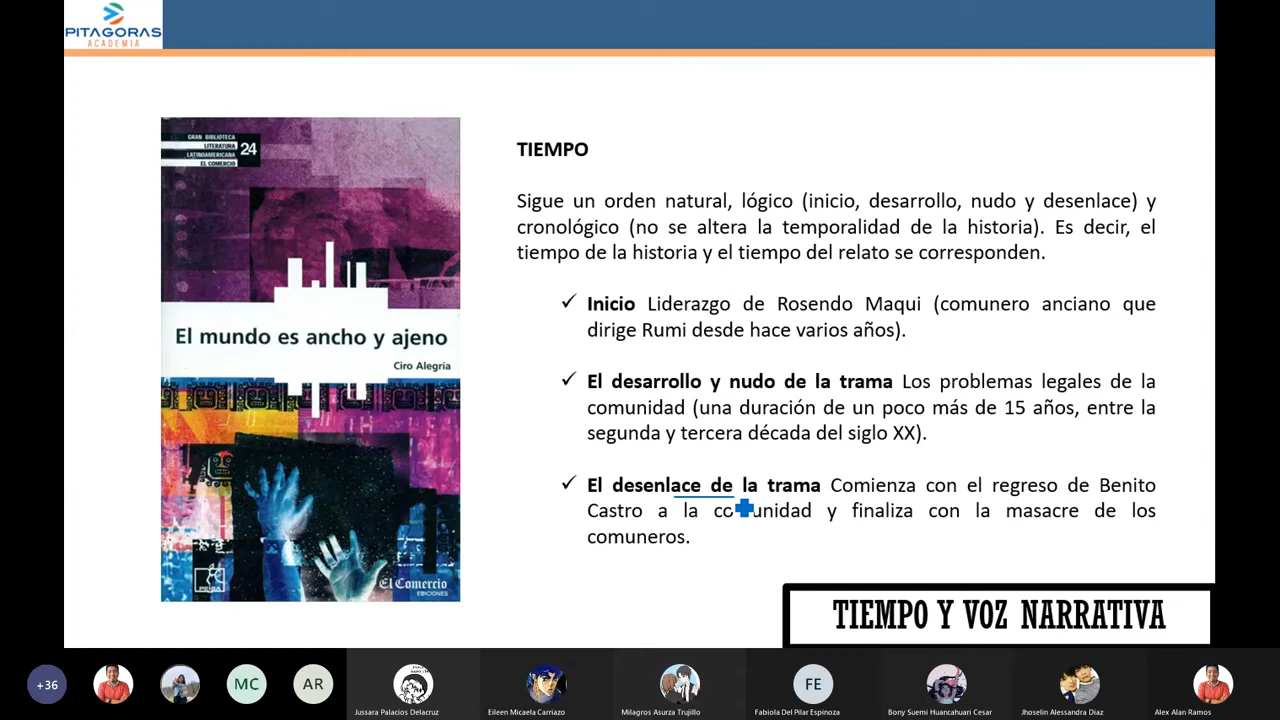 PITAGORAS
ACADEMIA
GRAN BIBLIOTECA
LITERATURA
LATINOAMERICANA
EL COMERCIO
24
El mundo es ancho y ajeno
Ciro Alegría
PEISA
El Comercio
EDICIONES
TIEMPO
Sigue un orden natural, lógico (inicio, desarrollo, nudo y desenlace) y
cronológico (no se altera la temporalidad de la historia). Es decir, el
tiempo de la historia y el tiempo del relato se corresponden.
✓ Inicio Liderazgo de Rosendo Maqui (comunero anciano que
dirige Rumi desde hace varios años).
✓ El desarrollo y nudo de la trama Los problemas legales de la
comunidad (una duración de un poco más de 15 años, entre la
segunda y tercera década del siglo XX).
✓ El desenlace de la trama Comienza con el regreso de Benito
Castro a la comunidad y finaliza con la masacre de los
comuneros.
TIEMPO Y VOZ NARRATIVA
+36
MC
AR
FE
Jussara Palacios Delacruz
Eileen Micaela Carriazo
Milagros Asurza Trujillo
Fabiola Del Pilar Espinoza
Bony Suemi Huancahuari Cesar
Jhoselin Alessandra Diaz
Alex Alan Ramos